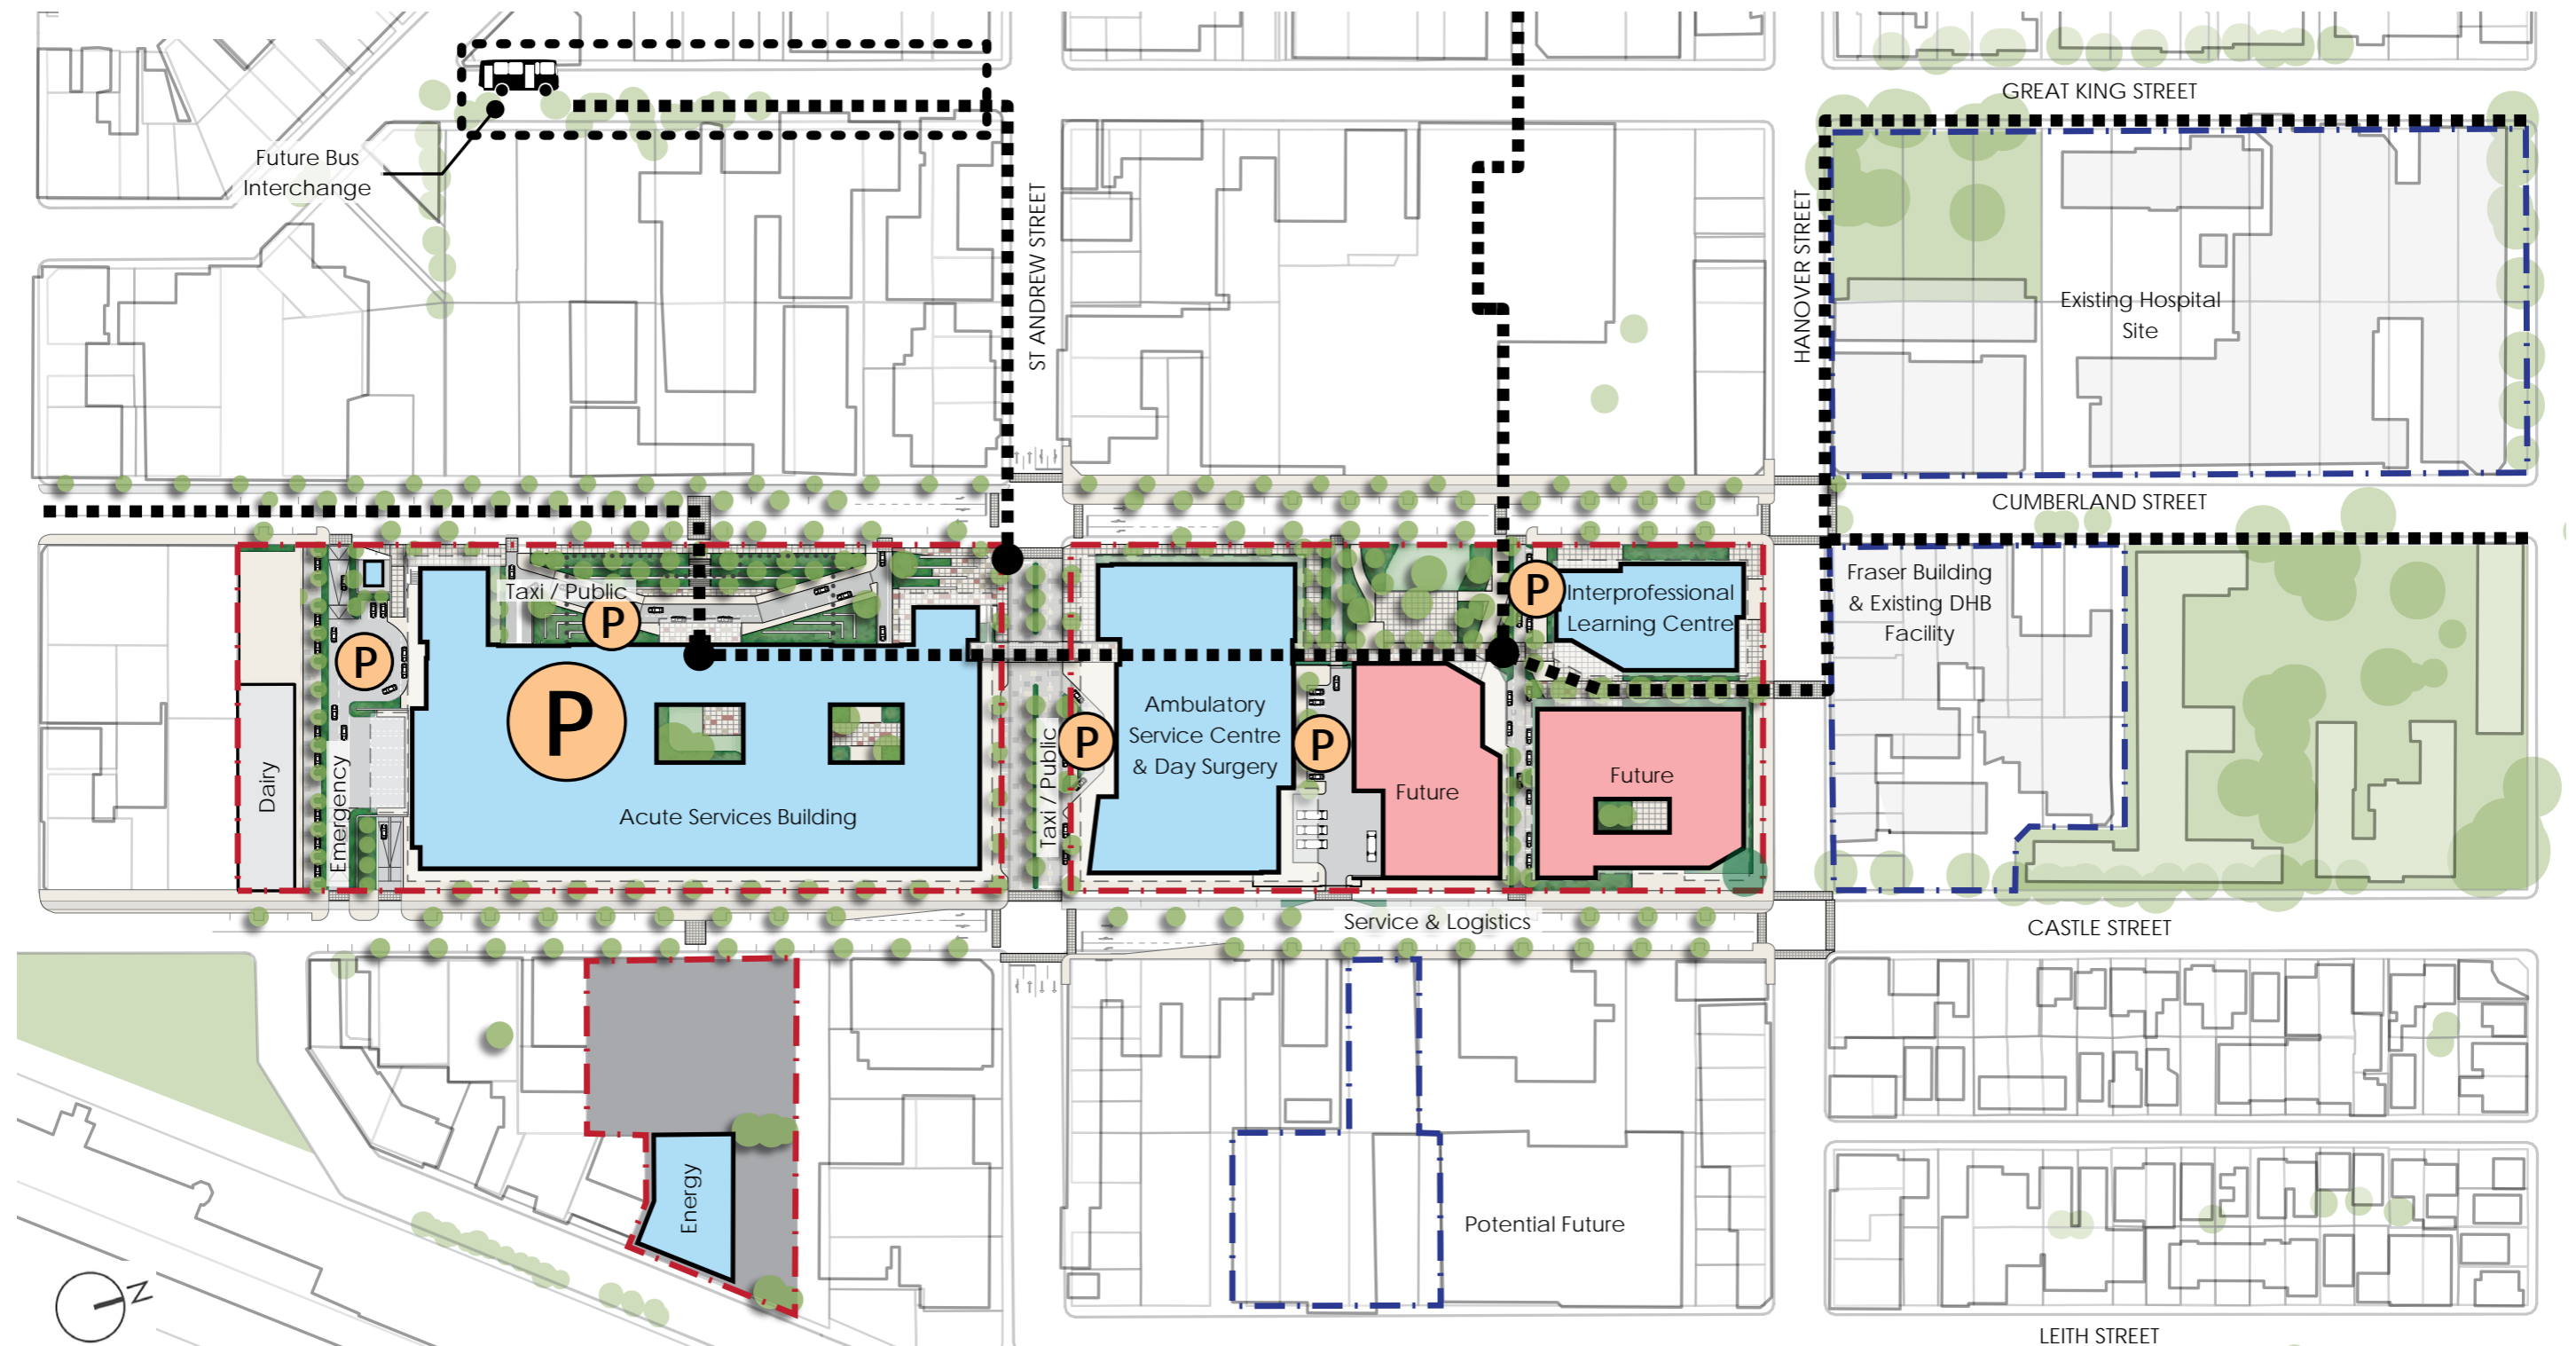 GREAT KING STREET
Future Bus
Interchange
ST ANDREW STREET
HANOVER STREET
Existing Hospital
Site
CUMBERLAND STREET
Taxi / Public
P
P
P
P
Interprofessional
Learning Centre
Fraser Building
& Existing DHB
Facility
Dairy
Emergency
Acute Services Building
Taxi / Public
P
Ambulatory
Service Centre
& Day Surgery
P
Future
Future
Service & Logistics
CASTLE STREET
Energy
Potential Future
N
LEITH STREET